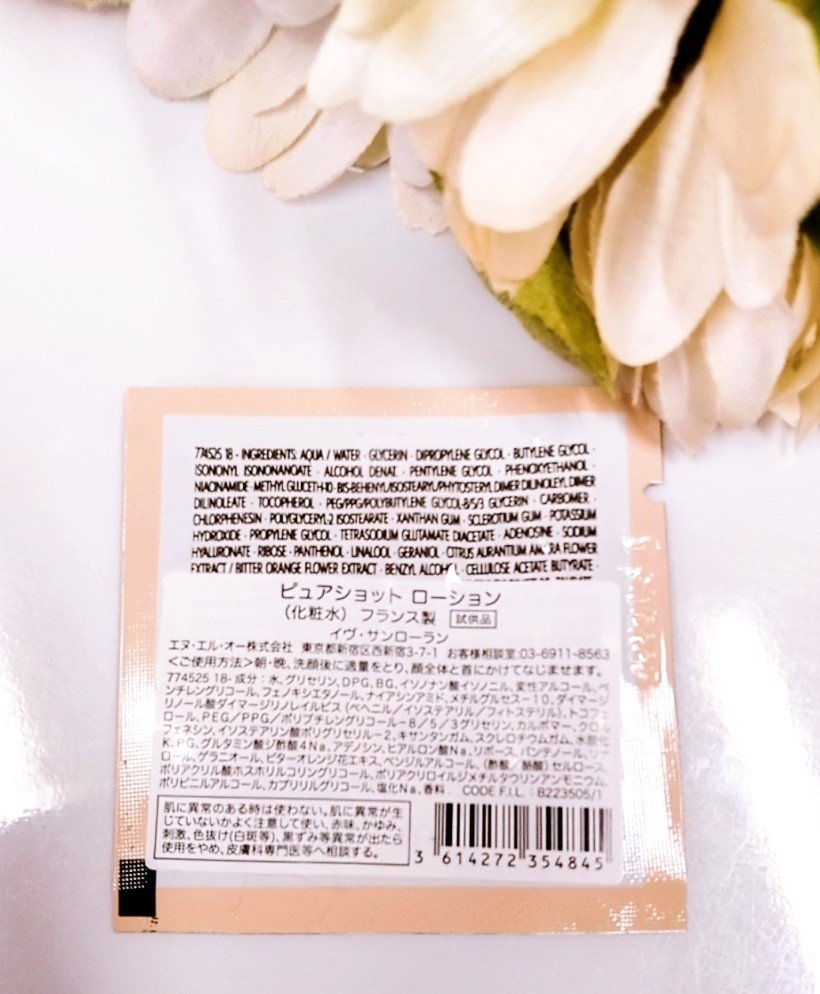 774525 18 - INGREDIENTS: AQUA / WATER · GLYCERIN · DIPROPYLENE GLYCOL · BUTYLENE GLYCOL ·
ISONONYL ISONONANOATE · ALCOHOL DENAT. · PENTYLENE GLYCOL · PHENOXYETHANOL ·
NIACINAMIDE · METHYL GLUCETH-10 · BIS-BEHENYL/ISOSTEARYL/PHYTOSTERYL DIMER DILINOLEYL DIMER
DILINOLEATE · TOCOPHEROL · PEG/PPG/POLYBUTYLENE GLYCOL-8/5/3 GLYCERIN · CARBOMER ·
CHLORPHENESIN · POLYGLYCERYL-2 ISOSTEARATE · XANTHAN GUM · SCLEROTIUM GUM · POTASSIUM
HYDROXIDE · PROPYLENE GLYCOL · TETRASODIUM GLUTAMATE DIACETATE · ADENOSINE · SODIUM
HYALURONATE · RIBOSE · PANTHENOL · LINALOOL · GERANIOL · CITRUS AURANTIUM FLOWER
EXTRACT / BITTER ORANGE FLOWER EXTRACT · BENZYL ALCOHOL · CELLULOSE ACETATE BUTYRATE ·
ピュアショット ローション
(化粧水) フランス製 試供品
イヴ・サンローラン
エヌ・エル・オー株式会社 東京都新宿区西新宿3-7-1 お客様相談室:03-6911-8563
<ご使用方法>朝・晩、洗顔後に適量をとり、顔全体と首にかけてなじませます。
774525 18- 成分：水、グリセリン、DPG、BG、イソノナン酸イソノニル、変性アルコール、ペ
ンチレングリコール、フェノキシエタノール、ナイアシンアミド、メチルグルセス－10、ダイマージ
リノール酸ダイマージリノレイルビス（ベヘニル／イソステアリル／フィトステリル）、トコフェ
ロール、PEG／PPG／ポリブチレングリコール－8／5／3グリセリン、カルボマー、クロル
フェネシン、イソステアリン酸ポリグリセリル－2、キサンタンガム、スクレロチウムガム、水酸化
K、PG、グルタミン酸ジ酢酸4Na、アデノシン、ヒアルロン酸Na、リボース、パンテノール、リナ
ロール、ゲラニオール、ビターオレンジ花エキス、ベンジルアルコール、（酢酸／酪酸）セルロース、
ポリアクリル酸ホスホリルコリングリコール、ポリアクリロイルジメチルタウリンアンモニウム、
ポリビニルアルコール、カプリリルグリコール、塩化Na、香料 . CODE F.I.L. : B223505/1
肌に異常のある時は使わない。肌に異常が生
じていないかよく注意して使い、赤味、かゆみ、
刺激、色抜け(白斑等)、黒ずみ等異常が出たら
使用をやめ、皮膚科専門医等へ相談する。
3 614272 354845